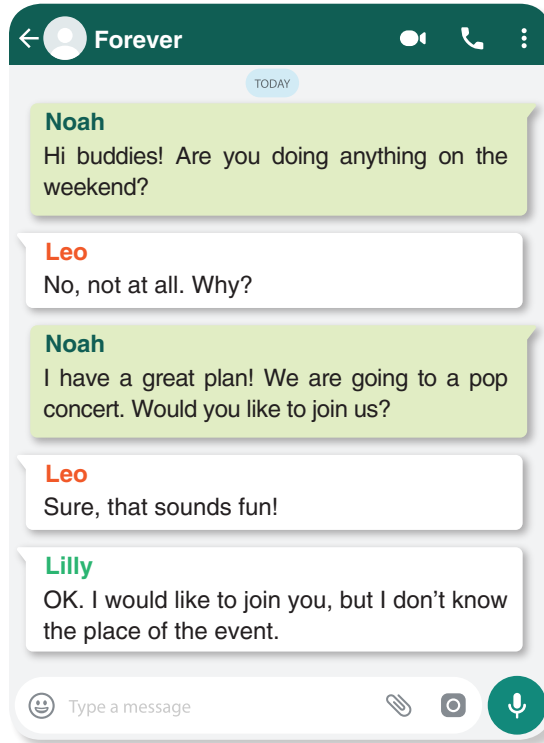 Forever
TODAY
Noah
Hi buddies! Are you doing anything on the
weekend?
Leo
No, not at all. Why?
Noah
I have a great plan! We are going to a pop
concert. Would you like to join us?
Leo
Sure, that sounds fun!
Lilly
OK. I would like to join you, but I don’t know
the place of the event.
Type a message